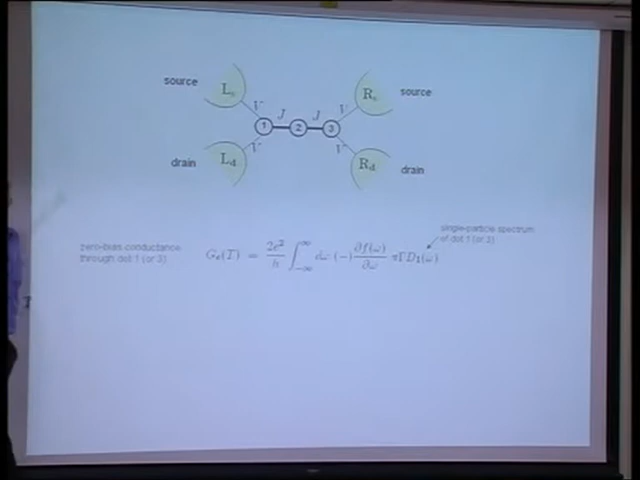 source
L_s
R_s
source
V
J
J
V
1
2
3
V
V
drain
L_d
R_d
drain
single-particle spectrum
of dot 1 (or 3)
zero-bias conductance
through dot 1 (or 3)
G_e(T) = 2e²/h ∫_{-∞}^{∞} dω (-) ∂f(ω)/∂ω πΓD₁(ω)